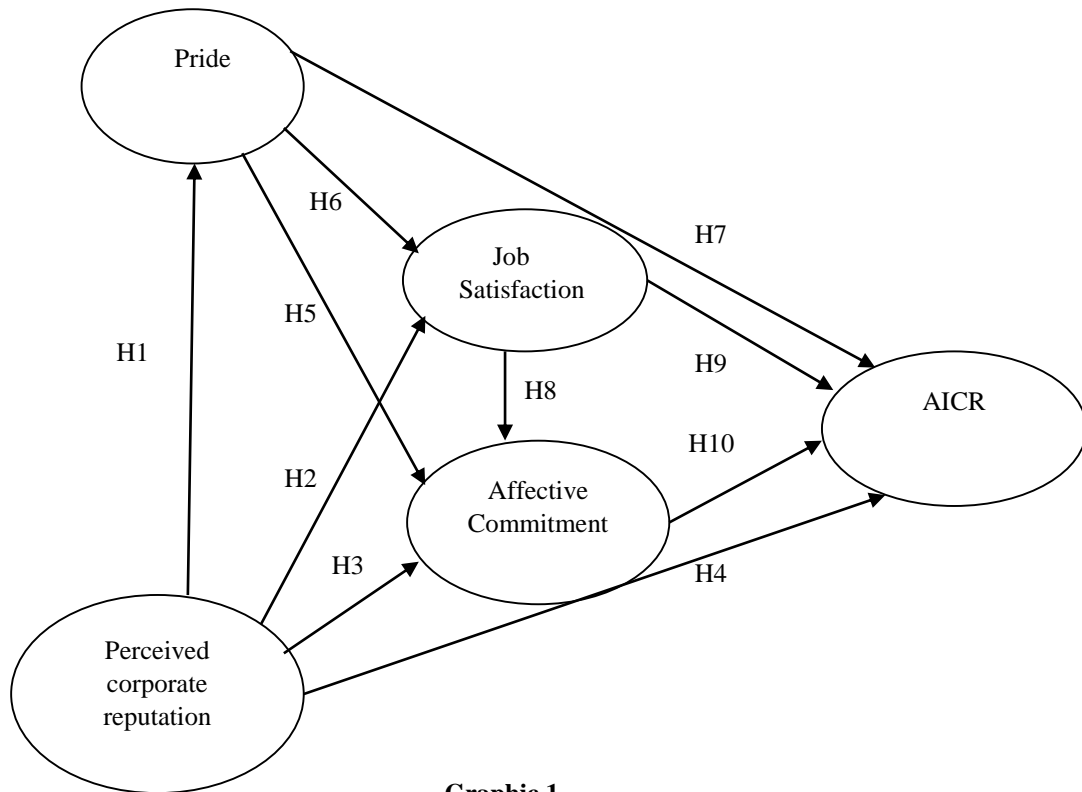 Pride
H6
H7
Job
Satisfaction
H5
H1
H9
H8
AICR
H10
H2
Affective
Commitment
H3
H4
Perceived
corporate
reputation
Graphic 1